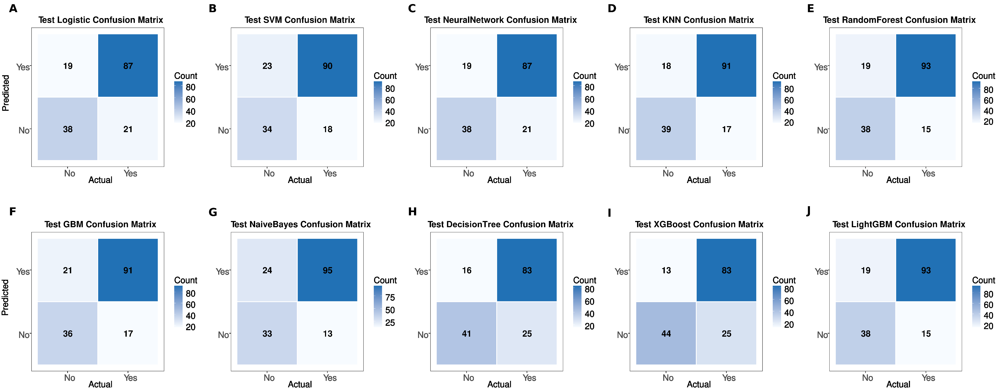 A
B
C
D
E
Test Logistic Confusion Matrix
Test SVM Confusion Matrix
Test NeuralNetwork Confusion Matrix
Test KNN Confusion Matrix
Test RandomForest Confusion Matrix
Predicted
Yes
No
19
87
38
21
No
Yes
Actual
Count
80
60
40
20
Yes
No
23
90
34
18
No
Yes
Actual
Count
80
60
40
20
Yes
No
19
87
38
21
No
Yes
Actual
Count
80
60
40
20
Yes
No
18
91
39
17
No
Yes
Actual
Count
80
60
40
20
Yes
No
19
93
38
15
No
Yes
Actual
Count
80
60
40
20
F
G
H
I
J
Test GBM Confusion Matrix
Test NaiveBayes Confusion Matrix
Test DecisionTree Confusion Matrix
Test XGBoost Confusion Matrix
Test LightGBM Confusion Matrix
Predicted
Yes
No
21
91
36
17
No
Yes
Actual
Count
80
60
40
20
Yes
No
24
95
33
13
No
Yes
Actual
Count
75
50
25
Yes
No
16
83
41
25
No
Yes
Actual
Count
80
60
40
20
Yes
No
13
83
44
25
No
Yes
Actual
Count
80
60
40
20
Yes
No
19
93
38
15
No
Yes
Actual
Count
80
60
40
20